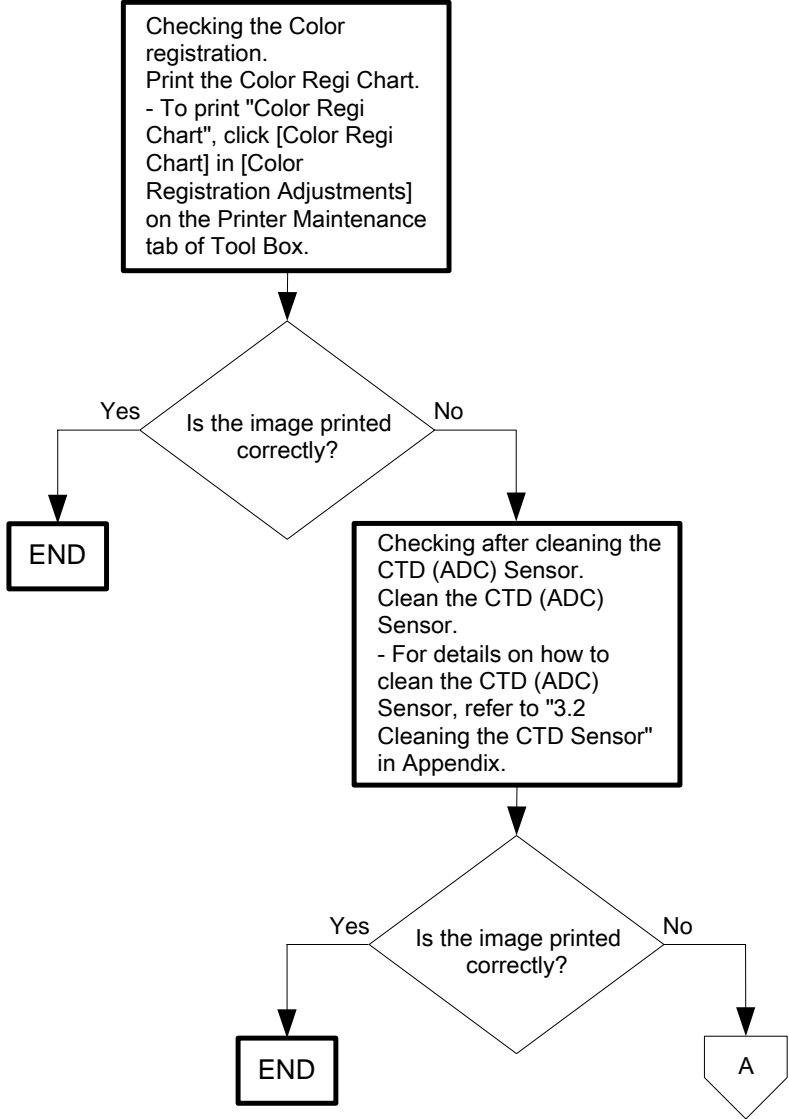 Checking the Color
registration.
Print the Color Regi Chart.
- To print "Color Regi
Chart", click [Color Regi
Chart] in [Color
Registration Adjustments]
on the Printer Maintenance
tab of Tool Box.
Yes
No
Is the image printed
correctly?
END
Checking after cleaning the
CTD (ADC) Sensor.
Clean the CTD (ADC)
Sensor.
- For details on how to
clean the CTD (ADC)
Sensor, refer to "3.2
Cleaning the CTD Sensor"
in Appendix.
Yes
No
Is the image printed
correctly?
END
A